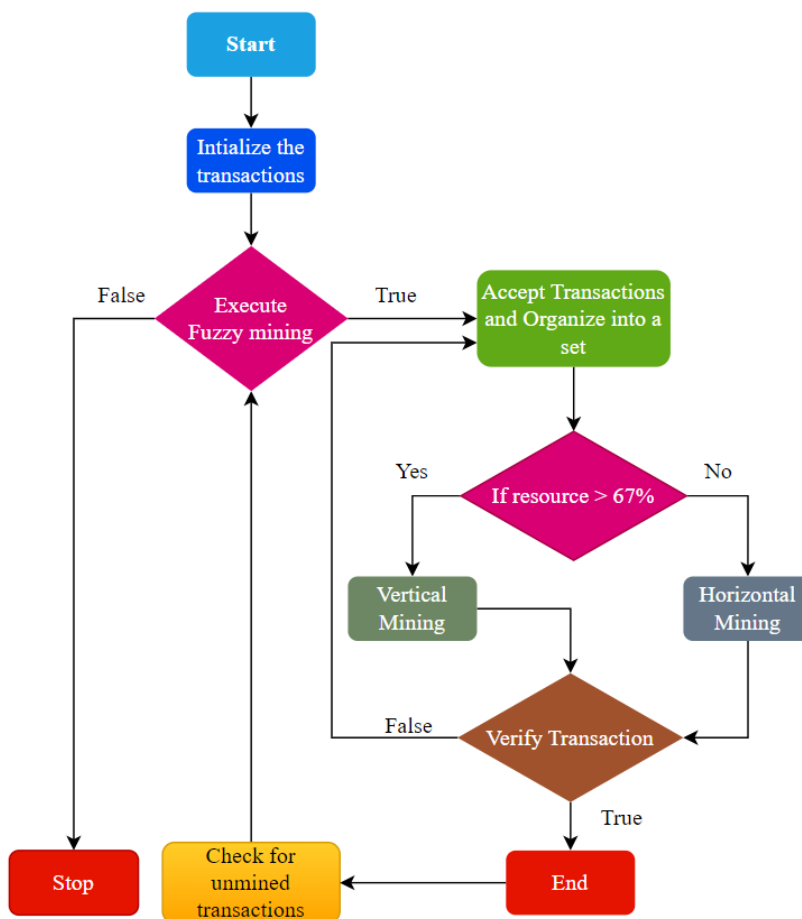 Start
Intialize the
transactions
False
Execute
Fuzzy mining
True
Accept Transactions
and Organize into a
set
Yes
If resource > 67%
No
Vertical
Mining
Horizontal
Mining
False
Verify Transaction
True
Stop
Check for
unmined
transactions
End